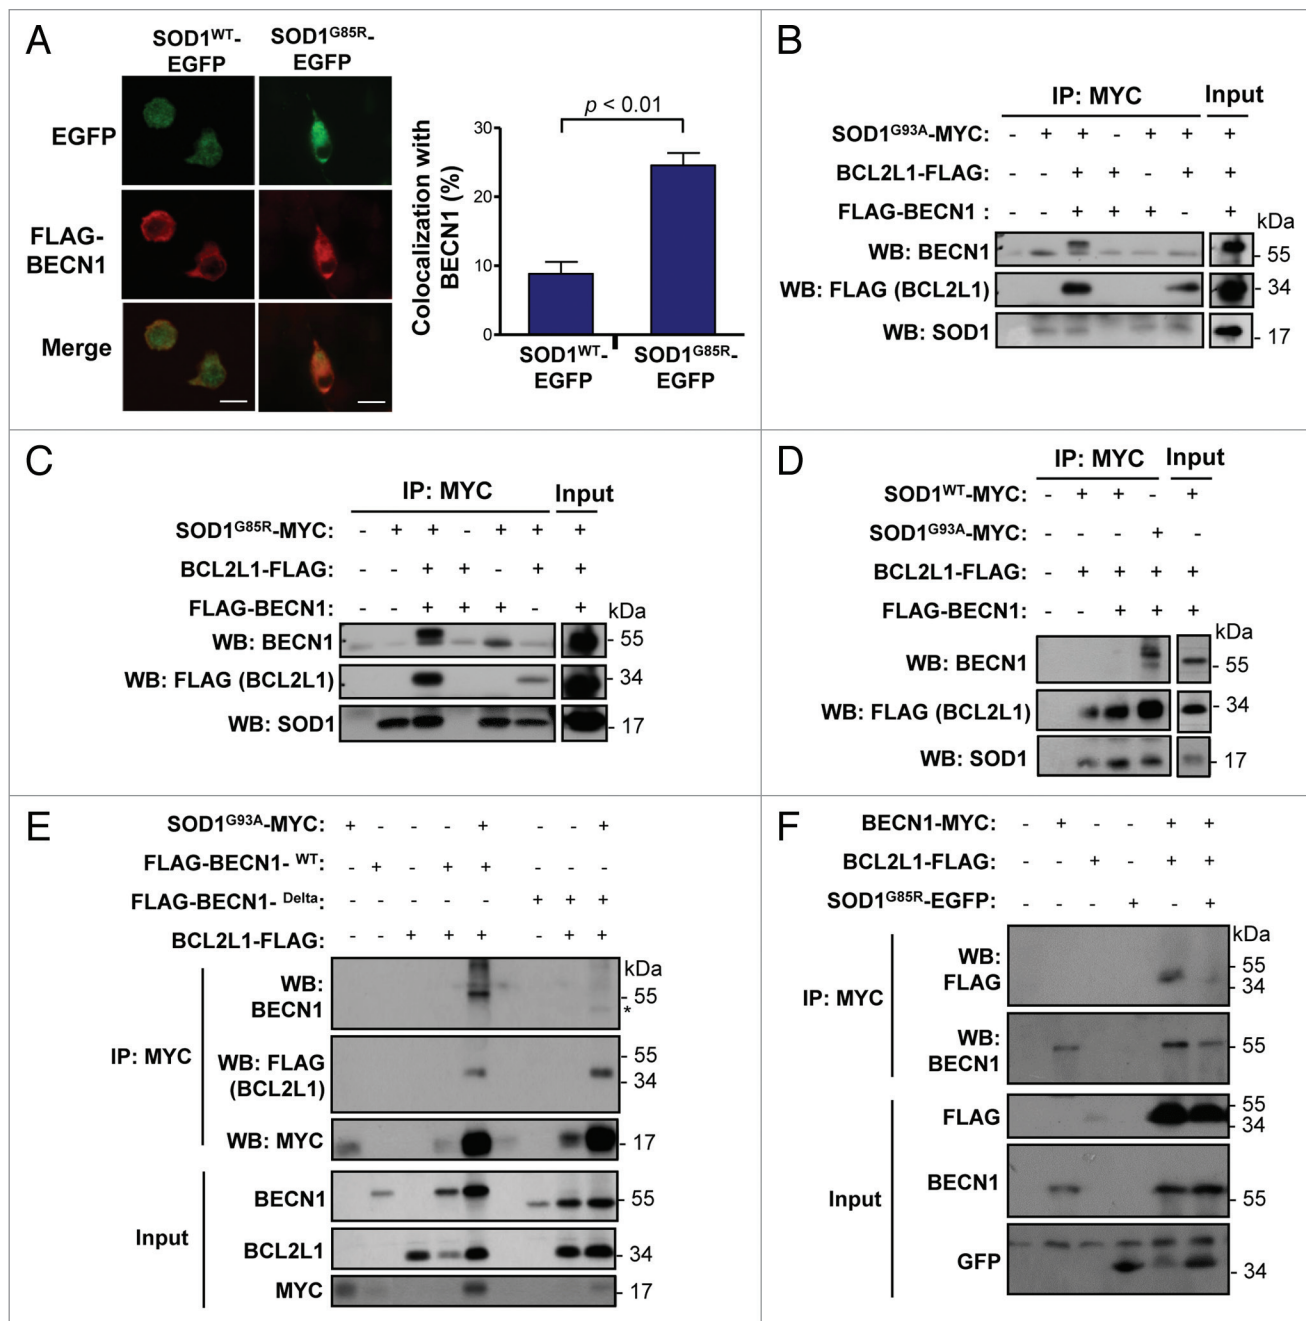 A
SOD1WT-
EGFP
SOD1G85R-
EGFP
EGFP
FLAG-
BECN1
Merge
Colocalization with
BECN1 (%)
p < 0.01
30
20
10
0
SOD1WT-
EGFP
SOD1G85R-
EGFP
B
IP: MYC Input
SOD1G93A-MYC: - + + - + + +
BCL2L1-FLAG: - - + + - + +
FLAG-BECN1 : - - + + + - +
kDa
WB: BECN1 - 55
WB: FLAG (BCL2L1) - 34
WB: SOD1 - 17
C
IP: MYC Input
SOD1G85R-MYC: - + + - + + +
BCL2L1-FLAG: - - + + - + +
FLAG-BECN1: - - + + + - +
kDa
WB: BECN1 - 55
WB: FLAG (BCL2L1) - 34
WB: SOD1 - 17
D
IP: MYC Input
SOD1WT-MYC: - + + - +
SOD1G93A-MYC: - - - + -
BCL2L1-FLAG: - + + + +
FLAG-BECN1: - - + + +
kDa
WB: BECN1 - 55
WB: FLAG (BCL2L1) - 34
WB: SOD1 - 17
E
SOD1G93A-MYC: + - - - + - - +
FLAG-BECN1- WT: - + - + + - - -
FLAG-BECN1- Delta: - - - - - + + +
BCL2L1-FLAG: - - + + + - + +
kDa
IP: MYC
WB:
BECN1
- 55
*
WB: FLAG
(BCL2L1)
55
- 34
WB: MYC - 17
Input
BECN1 - 55
BCL2L1 - 34
MYC - 17
F
BECN1-MYC: - + - - + +
BCL2L1-FLAG: - - + - + +
SOD1G85R-EGFP: - - - + - +
kDa
IP: MYC
WB:
FLAG
- 55
- 34
WB:
BECN1
- 55
Input
FLAG
- 55
- 34
BECN1
- 55
GFP
- 34